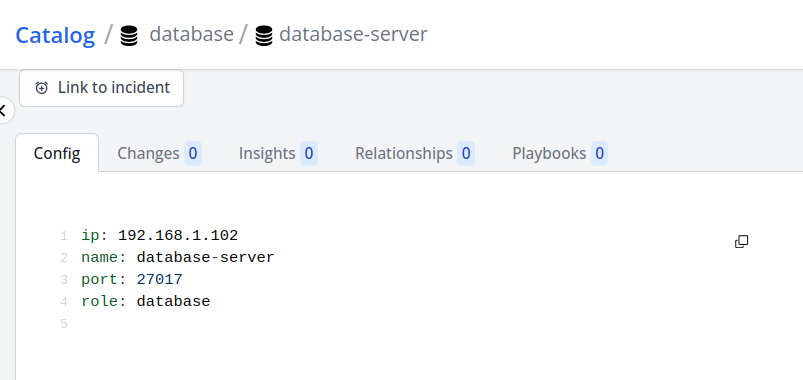 Catalog / database / database-server
Link to incident
Config Changes 0 Insights 0 Relationships 0 Playbooks 0
1 ip: 192.168.1.102
2 name: database-server
3 port: 27017
4 role: database
5